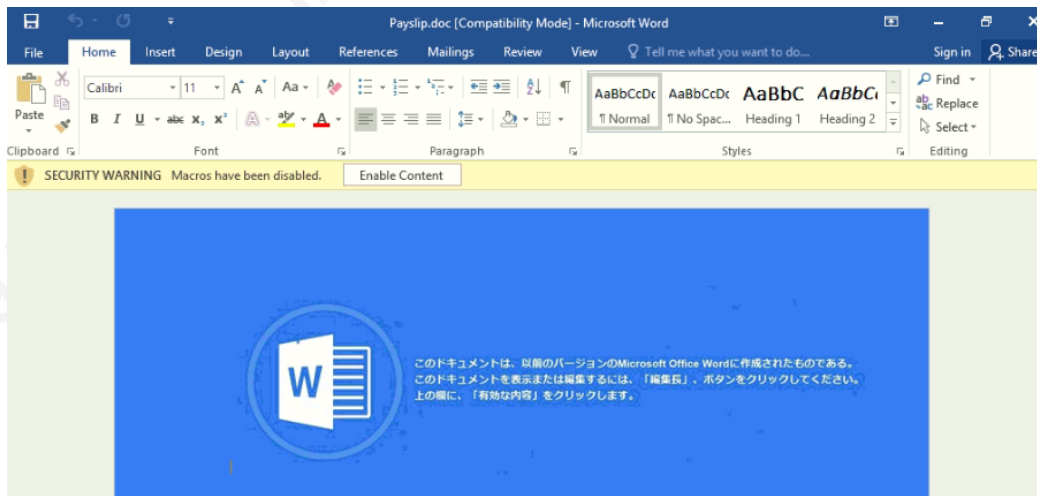 Payslip.doc [Compatibility Mode] - Microsoft Word
File Home Insert Design Layout References Mailings Review View Tell me what you want to do... Sign in Share
Paste
Calibri 11 A A Aa
B I U abc X₂ X² A ab A
AaBbCcDc AaBbCcDc AaBbC AaBbCc
¶ Normal ¶ No Spac... Heading 1 Heading 2
Find
Replace
Select
Clipboard Font Paragraph Styles Editing
SECURITY WARNING Macros have been disabled. Enable Content
W
このドキュメントは、以前のバージョンのMicrosoft Office Wordに作成されたものである。
このドキュメントを表示または編集するには、「編集長」、ボタンをクリックしてください。
上の欄に、「有効な内容」をクリックします。